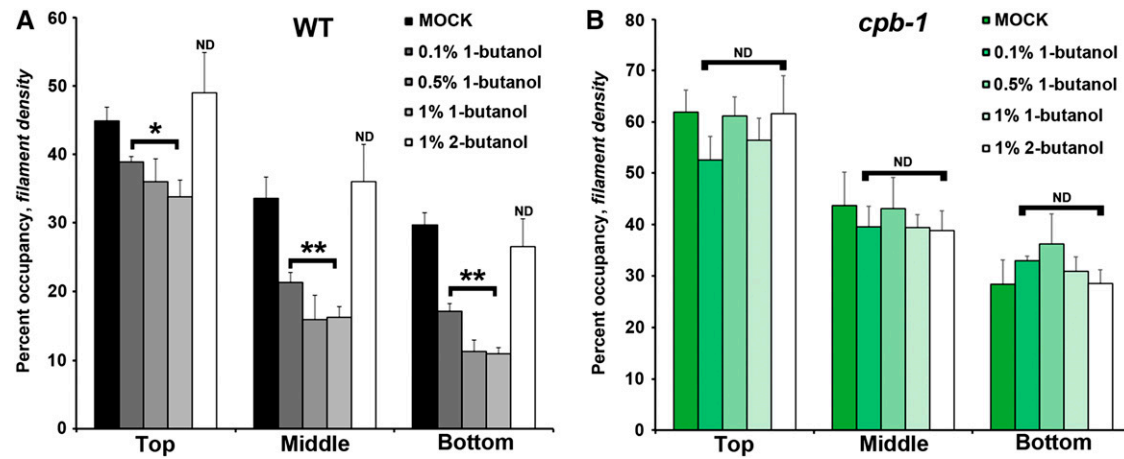 A
WT
60
50
40
30
20
10
0
Percent occupancy, filament density
MOCK
0.1% 1-butanol
0.5% 1-butanol
1% 1-butanol
1% 2-butanol
*
ND
**
ND
**
ND
Top
Middle
Bottom
B
cpb-1
80
70
60
50
40
30
20
10
0
Percent occupancy, filament density
MOCK
0.1% 1-butanol
0.5% 1-butanol
1% 1-butanol
1% 2-butanol
ND
ND
ND
Top
Middle
Bottom